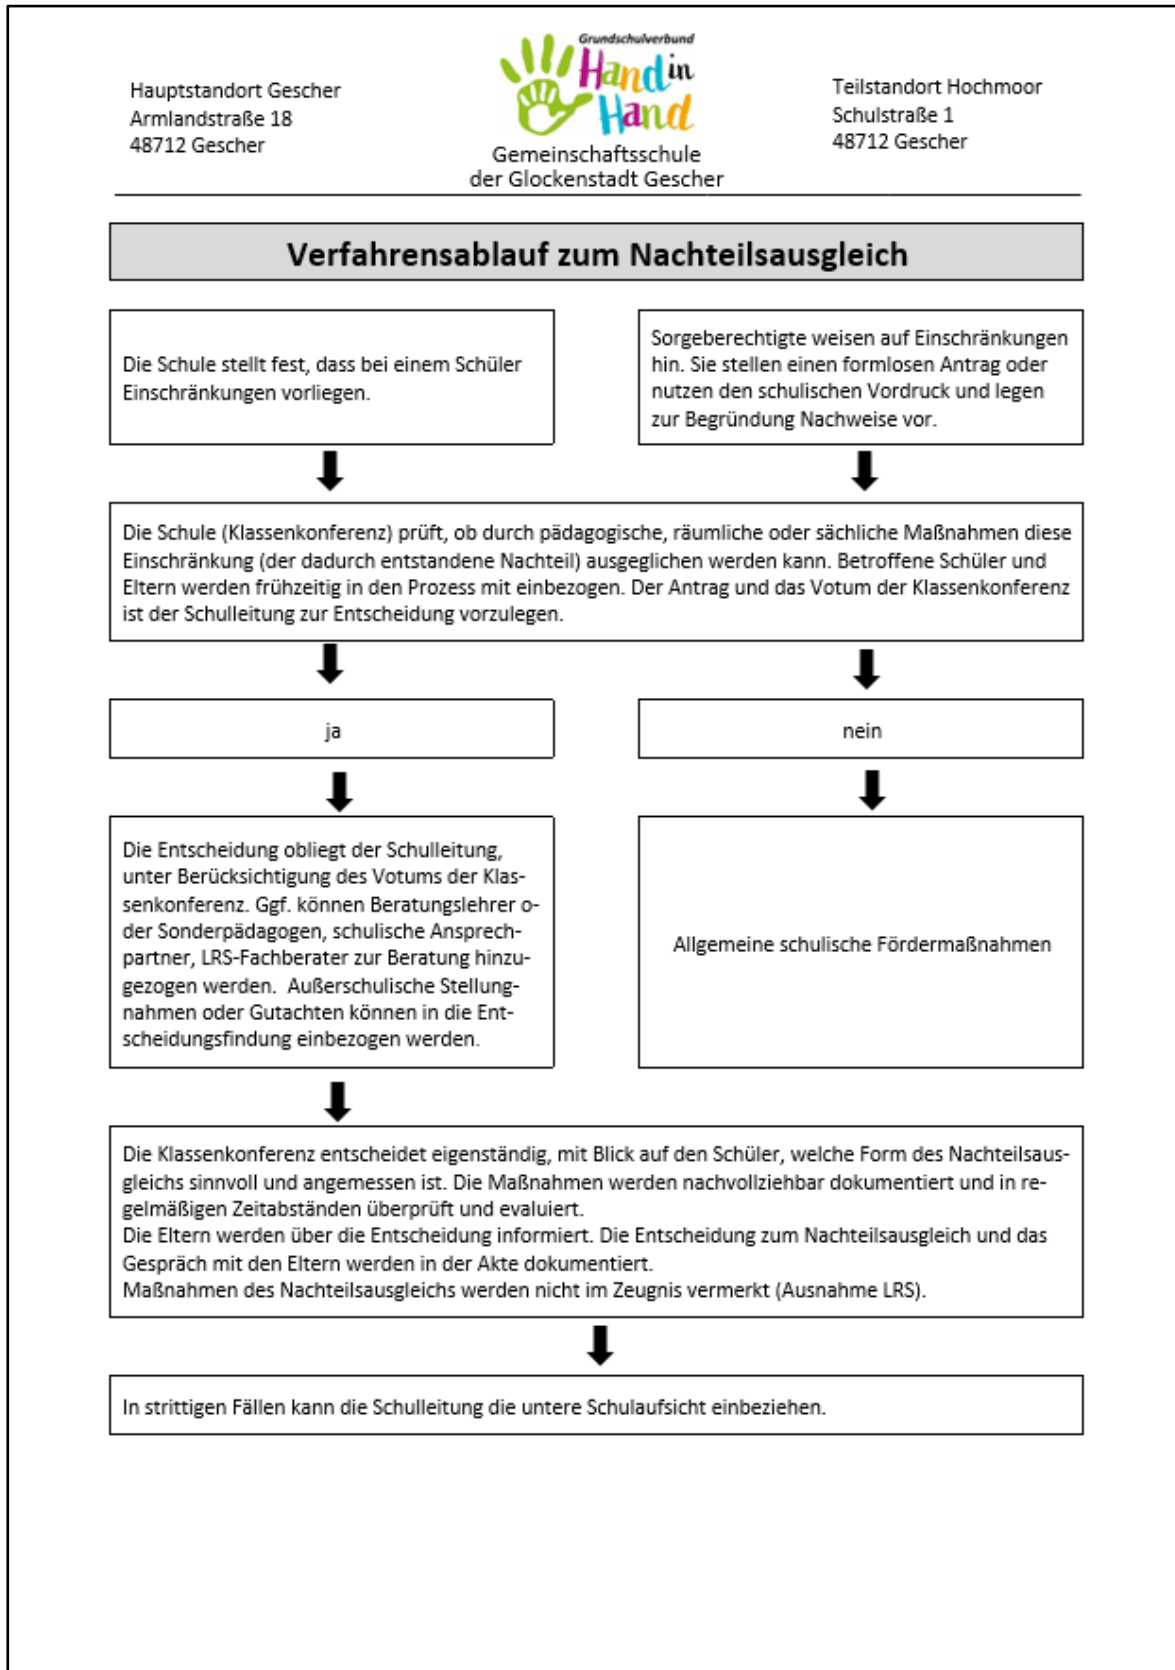 Hauptstandort Gescher
Armlandstraße 18
48712 Gescher
Grundschulverbund
Hand in
Hand
Gemeinschaftsschule
der Glockenstadt Gescher
Teilstandort Hochmoor
Schulstraße 1
48712 Gescher
Verfahrensablauf zum Nachteilsausgleich
Die Schule stellt fest, dass bei einem Schüler
Einschränkungen vorliegen.
Sorgeberechtigte weisen auf Einschränkungen
hin. Sie stellen einen formlosen Antrag oder
nutzen den schulischen Vordruck und legen
zur Begründung Nachweise vor.
Die Schule (Klassenkonferenz) prüft, ob durch pädagogische, räumliche oder sächliche Maßnahmen diese
Einschränkung (der dadurch entstandene Nachteil) ausgeglichen werden kann. Betroffene Schüler und
Eltern werden frühzeitig in den Prozess mit einbezogen. Der Antrag und das Votum der Klassenkonferenz
ist der Schulleitung zur Entscheidung vorzulegen.
ja
nein
Die Entscheidung obliegt der Schulleitung,
unter Berücksichtigung des Votums der Klas-
senkonferenz. Ggf. können Beratungslehrer o-
der Sonderpädagogen, schulische Ansprech-
partner, LRS-Fachberater zur Beratung hinzu-
gezogen werden. Außerschulische Stellung-
nahmen oder Gutachten können in die Ent-
scheidungsfindung einbezogen werden.
Allgemeine schulische Fördermaßnahmen
Die Klassenkonferenz entscheidet eigenständig, mit Blick auf den Schüler, welche Form des Nachteilsaus-
gleichs sinnvoll und angemessen ist. Die Maßnahmen werden nachvollziehbar dokumentiert und in re-
gelmäßigen Zeitabständen überprüft und evaluiert.
Die Eltern werden über die Entscheidung informiert. Die Entscheidung zum Nachteilsausgleich und das
Gespräch mit den Eltern werden in der Akte dokumentiert.
Maßnahmen des Nachteilsausgleichs werden nicht im Zeugnis vermerkt (Ausnahme LRS).
In strittigen Fällen kann die Schulleitung die untere Schulaufsicht einbeziehen.